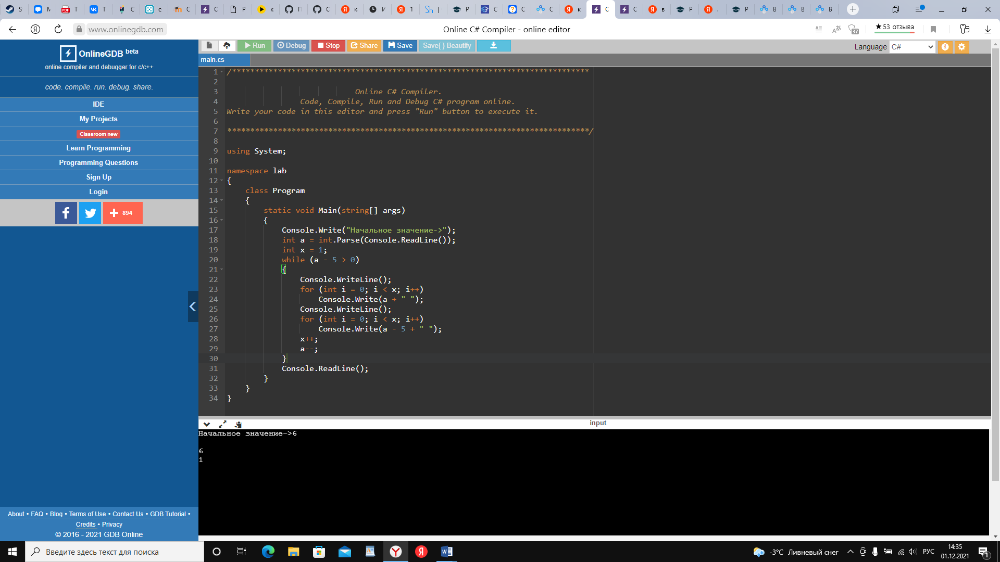 S
М
Т
Т
С
с
С
С
Р
к
П
С
к
И
1
Sh [
Р
С
С
С
к
С
С
в
Р
.
Р
В
В
В
www.onlinegdb.com
Online C# Compiler - online editor
37
★ 53 отзыва
OnlineGDB beta
online compiler and debugger for c/c++
code. compile. run. debug. share.
IDE
My Projects
Classroom new
Learn Programming
Programming Questions
Sign Up
Login
894
Run Debug Stop Share Save Save{ } Beautify
Language C#
main.cs
1 /******************************************************************************
2
3 Online C# Compiler.
4 Code, Compile, Run and Debug C# program online.
5 Write your code in this editor and press "Run" button to execute it.
6
7 *******************************************************************************/
8
9 using System;
10
11 namespace lab
12 {
13 class Program
14 {
15 static void Main(string[] args)
16 {
17 Console.Write("Начальное значение->");
18 int a = int.Parse(Console.ReadLine());
19 int x = 1;
20 while (a - 5 > 0)
21 {
22 Console.WriteLine();
23 for (int i = 0; i < x; i++)
24 Console.Write(a + " ");
25 Console.WriteLine();
26 for (int i = 0; i < x; i++)
27 Console.Write(a - 5 + " ");
28 x++;
29 a--;
30 }
31 Console.ReadLine();
32 }
33 }
34 }
input
Начальное значение->6
6
1
About • FAQ • Blog • Terms of Use • Contact Us • GDB Tutorial •
Credits • Privacy
© 2016 - 2021 GDB Online
Введите здесь текст для поиска
-3°C Ливневый снег
РУС
14:35
01.12.2021
1